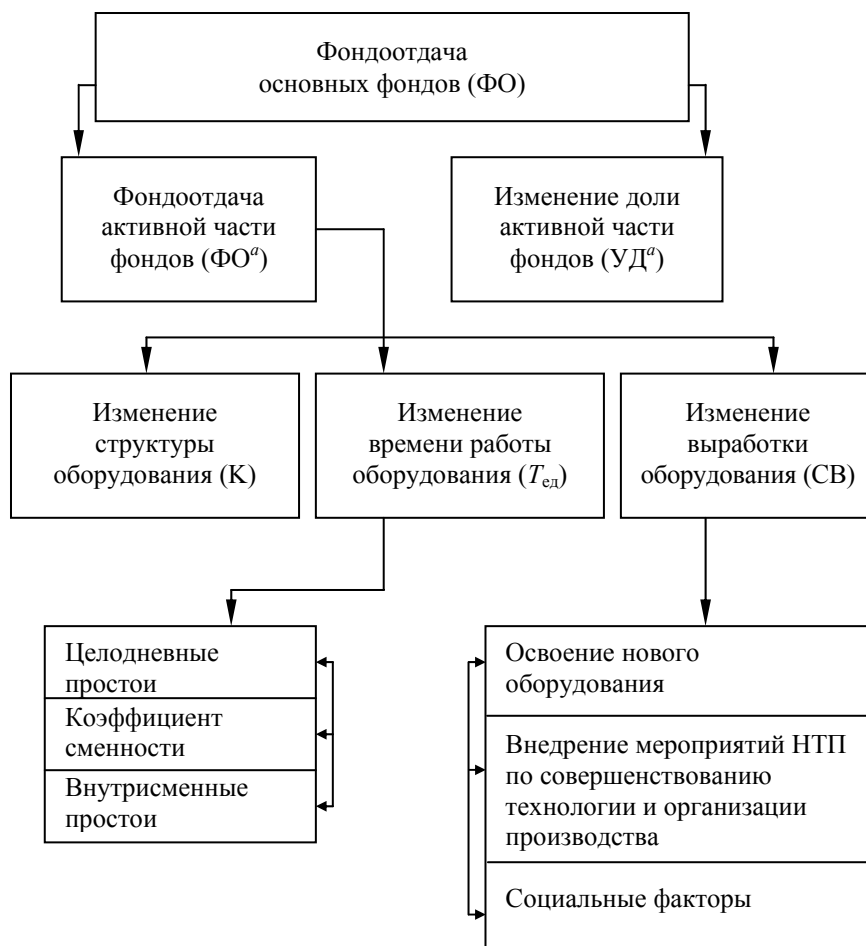 Фондоотдача
основных фондов (ФО)
Фондоотдача
активной части
фондов (ФОᵃ)
Изменение доли
активной части
фондов (УДᵃ)
Изменение
структуры
оборудования (К)
Изменение
времени работы
оборудования (Tед)
Изменение
выработки
оборудования (СВ)
Целодневные
простои
Коэффициент
сменности
Внутрисменные
простои
Освоение нового
оборудования
Внедрение мероприятий НТП
по совершенствованию
технологии и организации
производства
Социальные факторы